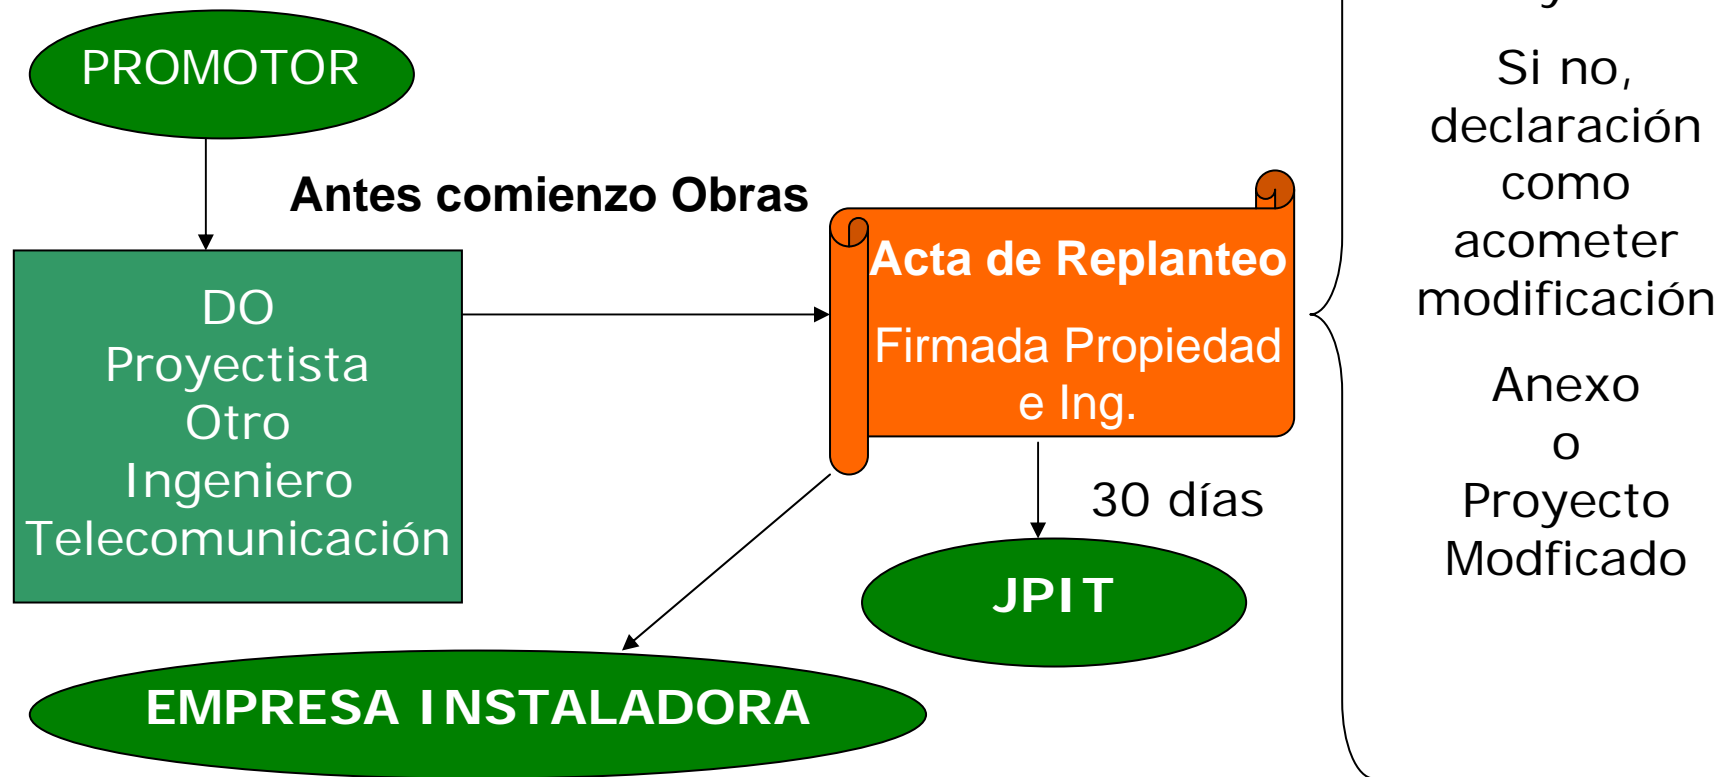 PROMOTOR
Antes comienzo Obras
DO
Proyectista
Otro
Ingeniero
Telecomunicación
Acta de Replanteo
Firmada Propiedad
e Ing.
30 días
JPIT
EMPRESA INSTALADORA
Si no,
declaración
como
acometer
modificación
Anexo
o
Proyecto
Modficado